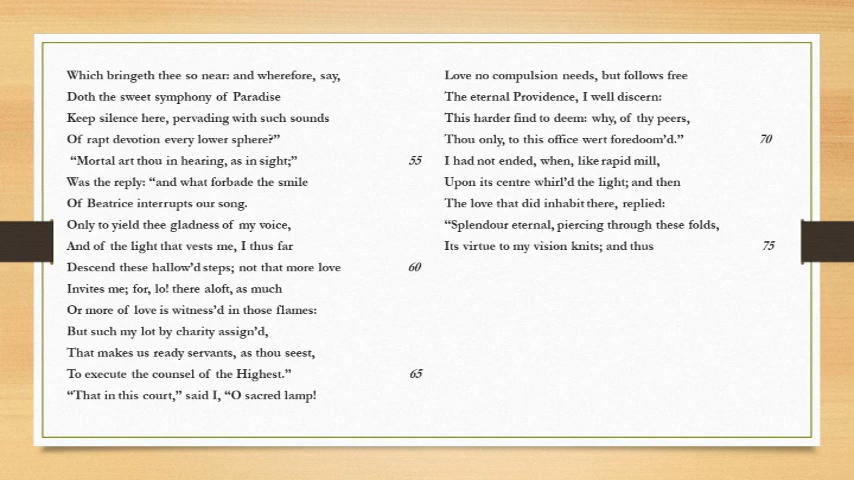 Which bringeth thee so near: and wherefore, say,
Doth the sweet symphony of Paradise
Keep silence here, pervading with such sounds
Of rapt devotion every lower sphere?”
“Mortal art thou in hearing, as in sight;” 55
Was the reply: “and what forbade the smile
Of Beatrice interrupts our song.
Only to yield thee gladness of my voice,
And of the light that vests me, I thus far
Descend these hallow’d steps; not that more love 60
Invites me; for, lo! there aloft, as much
Or more of love is witness’d in those flames:
But such my lot by charity assign’d,
That makes us ready servants, as thou seest,
To execute the counsel of the Highest.” 65
“That in this court,” said I, “O sacred lamp!
Love no compulsion needs, but follows free
The eternal Providence, I well discern:
This harder find to deem: why, of thy peers,
Thou only, to this office wert foredoom’d.” 70
I had not ended, when, like rapid mill,
Upon its centre whirl’d the light; and then
The love that did inhabit there, replied:
“Splendour eternal, piercing through these folds,
Its virtue to my vision knits; and thus 75